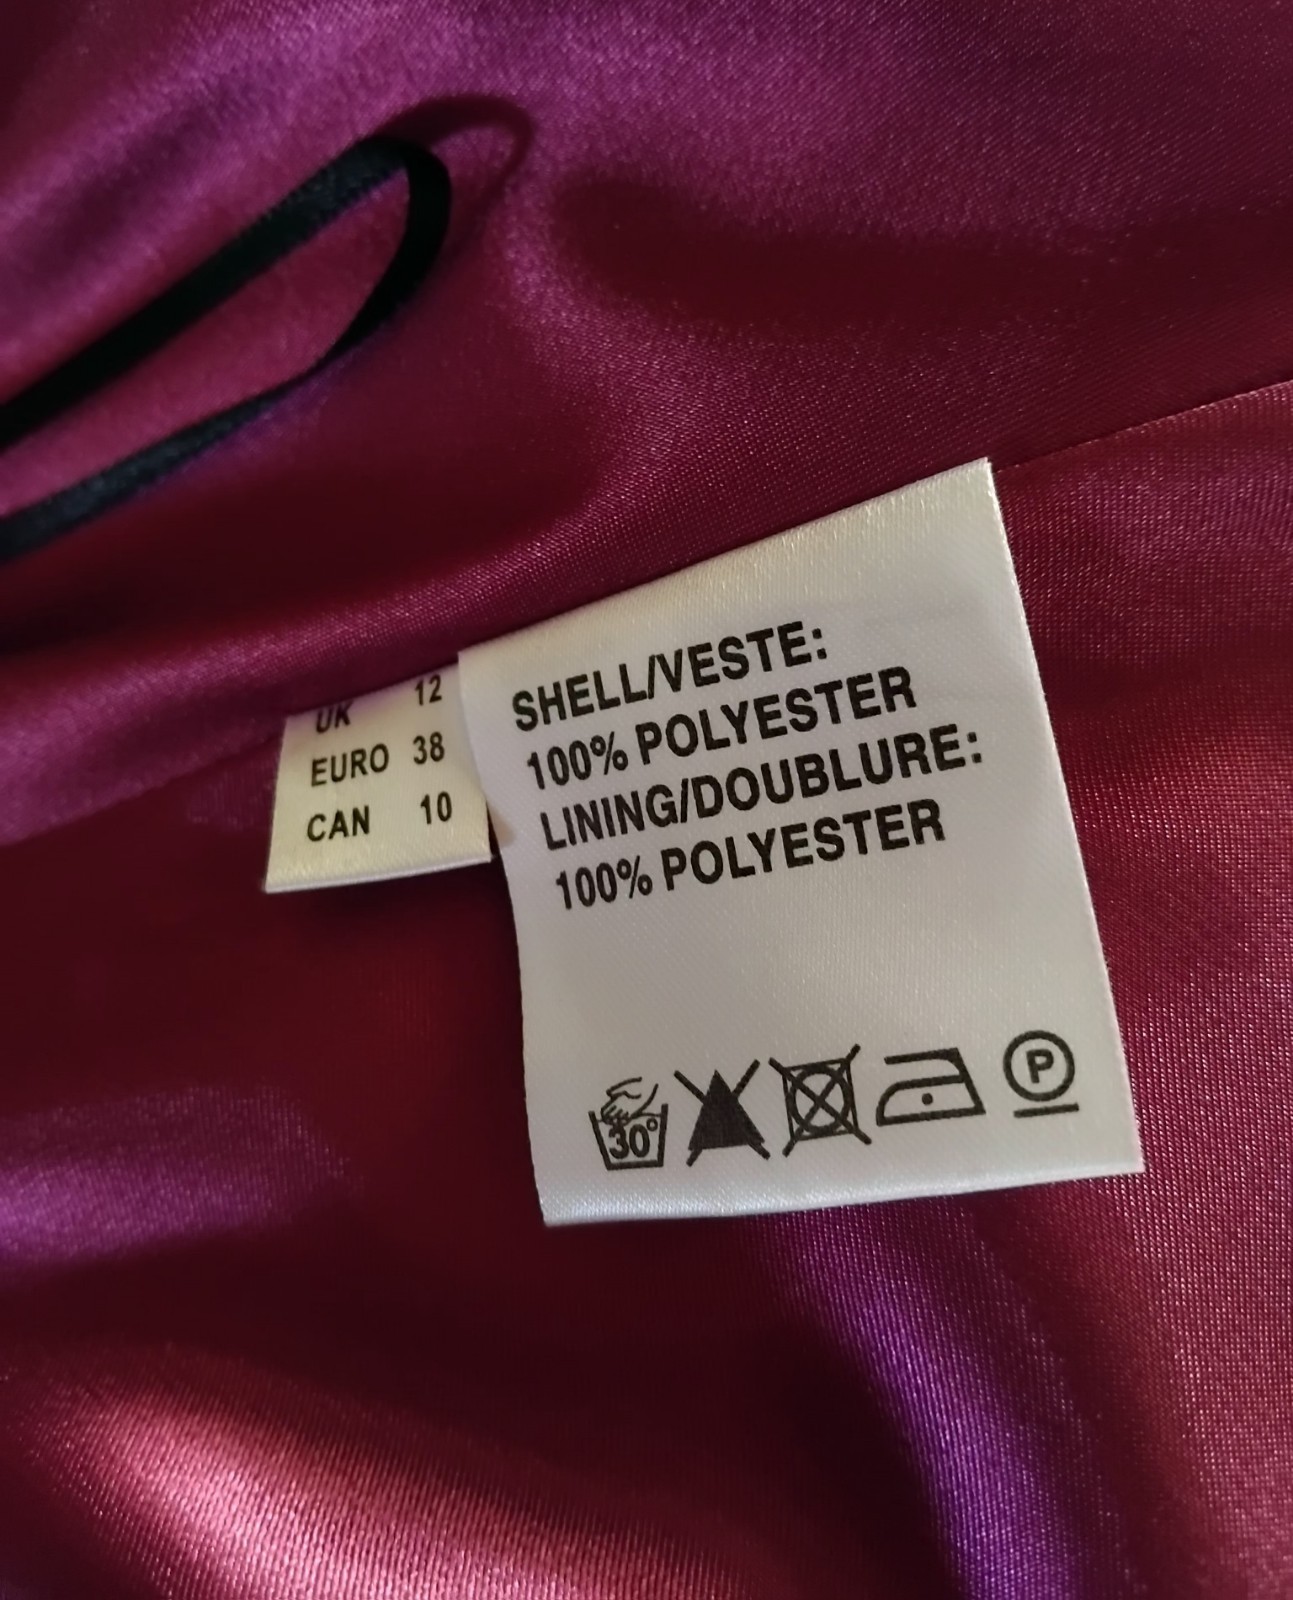 UK 12
EURO 38
CAN 10
SHELL/VESTE:
100% POLYESTER
LINING/DOUBLURE:
100% POLYESTER
30°
P